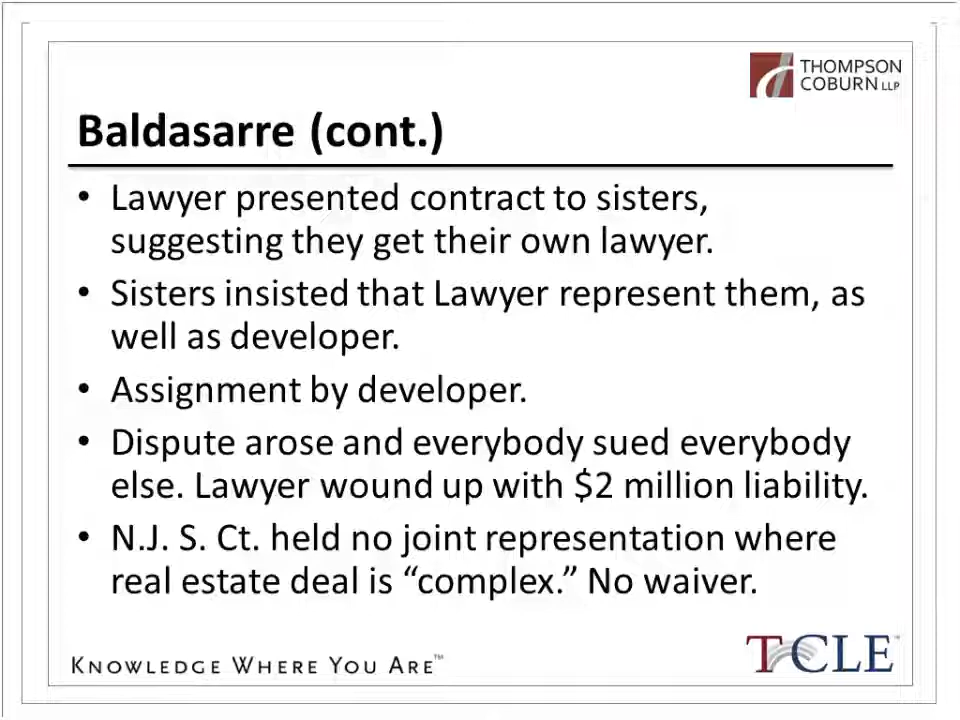 THOMPSON
COBURN LLP
Baldasarre (cont.)
• Lawyer presented contract to sisters,
suggesting they get their own lawyer.
• Sisters insisted that Lawyer represent them, as
well as developer.
• Assignment by developer.
• Dispute arose and everybody sued everybody
else. Lawyer wound up with $2 million liability.
• N.J. S. Ct. held no joint representation where
real estate deal is “complex.” No waiver.
KNOWLEDGE WHERE YOU ARE™
TCLE™